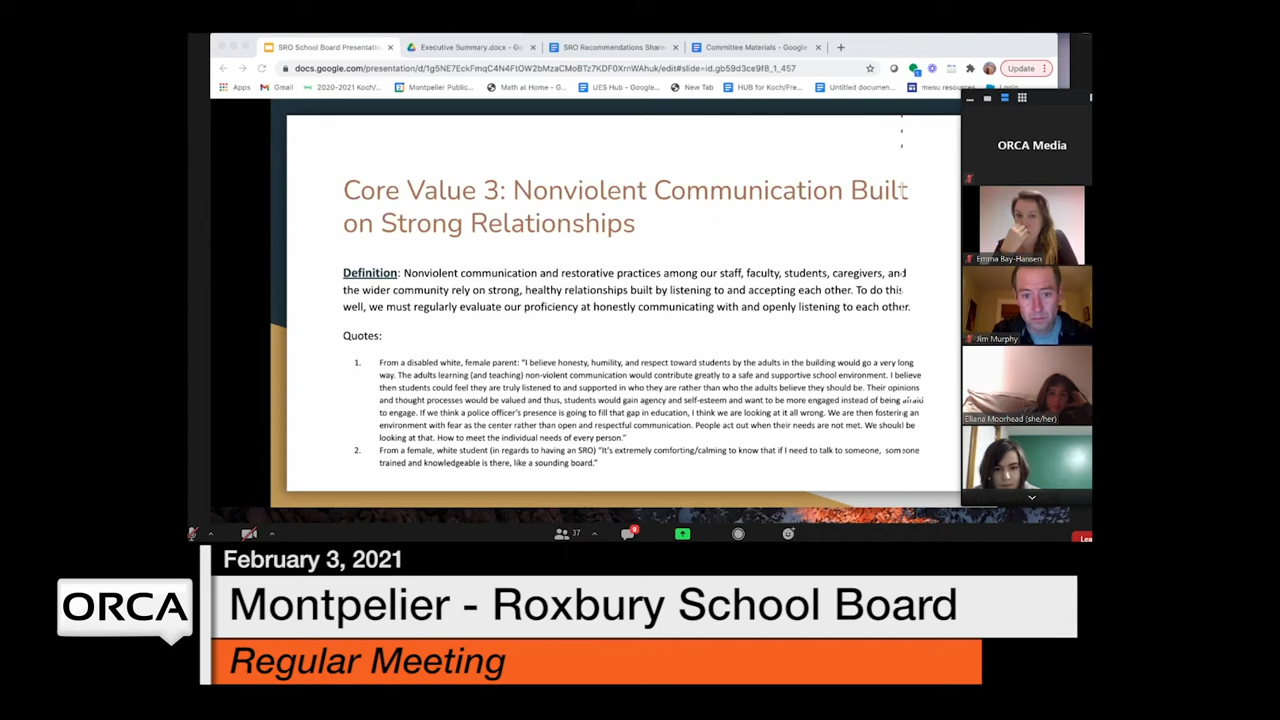 SRO School Board Presentatio
Executive Summary.docx - Go
SRO Recommendations Share
Committee Materials - Google
docs.google.com/presentation/d/1g5NE7EckFmqC4N4FtOW2bMzaCMoBTz7KDF0XrnWAhuk/edit#slide=id.gb59d3ce9f8_1_457
Update
Apps
Gmail
2020-2021 Koch/...
Montpelier Public...
Math at Home - G...
UES Hub - Google...
New Tab
HUB for Koch/Fre...
Untitled documen...
menu resources
Login
Core Value 3: Nonviolent Communication Built
on Strong Relationships
Definition: Nonviolent communication and restorative practices among our staff, faculty, students, caregivers, and
the wider community rely on strong, healthy relationships built by listening to and accepting each other. To do this
well, we must regularly evaluate our proficiency at honestly communicating with and openly listening to each other.
Quotes:
1. From a disabled white, female parent: "I believe honesty, humility, and respect toward students by the adults in the building would go a very long
way. The adults learning (and teaching) non-violent communication would contribute greatly to a safe and supportive school environment. I believe
then students could feel they are truly listened to and supported in who they are rather than who the adults believe they should be. Their opinions
and thought processes would be valued and thus, students would gain agency and self-esteem and want to be more engaged instead of being afraid
to engage. If we think a police officer's presence is going to fill that gap in education, I think we are looking at it all wrong. We are then fostering an
environment with fear as the center rather than open and respectful communication. People act out when their needs are not met. We should be
looking at that. How to meet the individual needs of every person."
2. From a female, white student (in regards to having an SRO) "It's extremely comforting/calming to know that if I need to talk to someone, someone
trained and knowledgeable is there, like a sounding board."
ORCA Media
Emma Bay-Hansen
Jim Murphy
Eliana Moorhead (she/her)
37
9
Lea
February 3, 2021
ORCA
Montpelier - Roxbury School Board
Regular Meeting